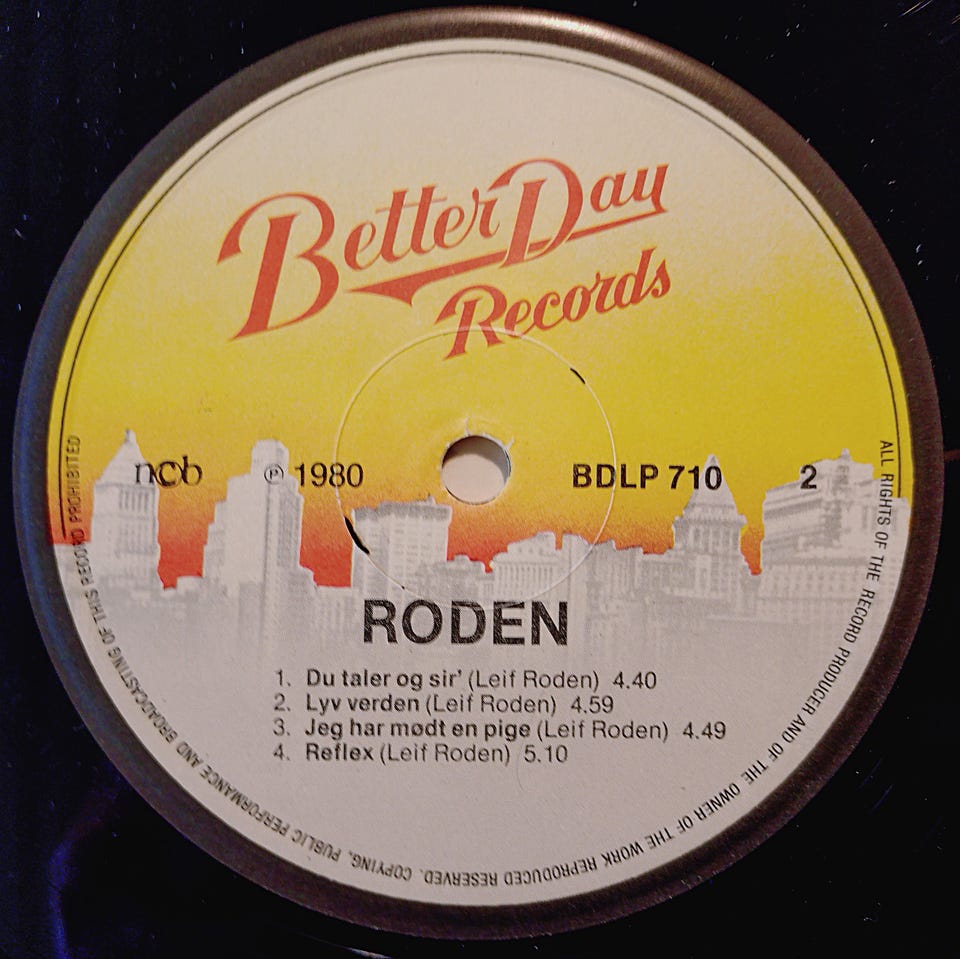 Better Day
Records
ncb ℗ 1980 BDLP 710 2
RODEN
1. Du taler og sir' (Leif Roden) 4.40
2. Lyv verden (Leif Roden) 4.59
3. Jeg har mødt en pige (Leif Roden) 4.49
4. Reflex (Leif Roden) 5.10
ALL RIGHTS OF THE RECORD PRODUCER AND OF THE OWNER OF THE WORK REPRODUCED RESERVED. COPYING, PUBLIC PERFORMANCE AND BROADCASTING OF THIS RECORD PROHIBITED